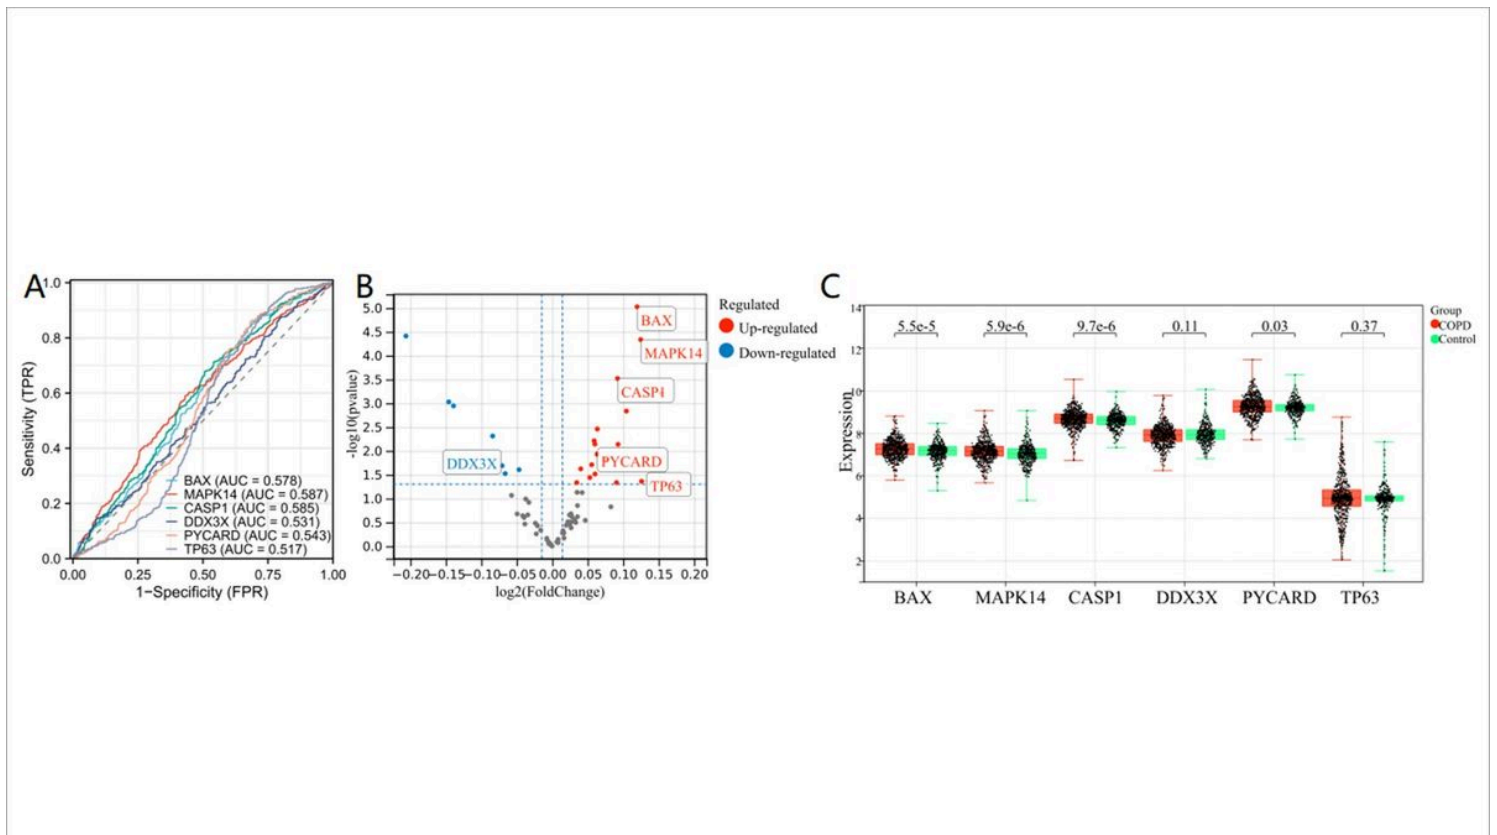 A
1.0
0.8
0.6
0.4
0.2
0.0
Sensitivity (TPR)
BAX (AUC = 0.578)
MAPK14 (AUC = 0.587)
CASP1 (AUC = 0.585)
DDX3X (AUC = 0.531)
PYCARD (AUC = 0.543)
TP63 (AUC = 0.517)
0.00 0.25 0.50 0.75 1.00
1−Specificity (FPR)
B
5.0
4.5
4.0
3.5
3.0
2.5
2.0
1.5
1.0
0.5
0.0
-log10(pvalue)
BAX
MAPK14
CASP1
PYCARD
DDX3X
TP63
−0.20−0.15−0.10−0.05 0.00 0.05 0.10 0.15 0.20
log2(FoldChange)
Regulated
Up-regulated
Down-regulated
C
14
12
10
8
6
4
2
Expression
5.5e-5 5.9e-6 9.7e-6 0.11 0.03 0.37
BAX MAPK14 CASP1 DDX3X PYCARD TP63
Group
COPD
Control